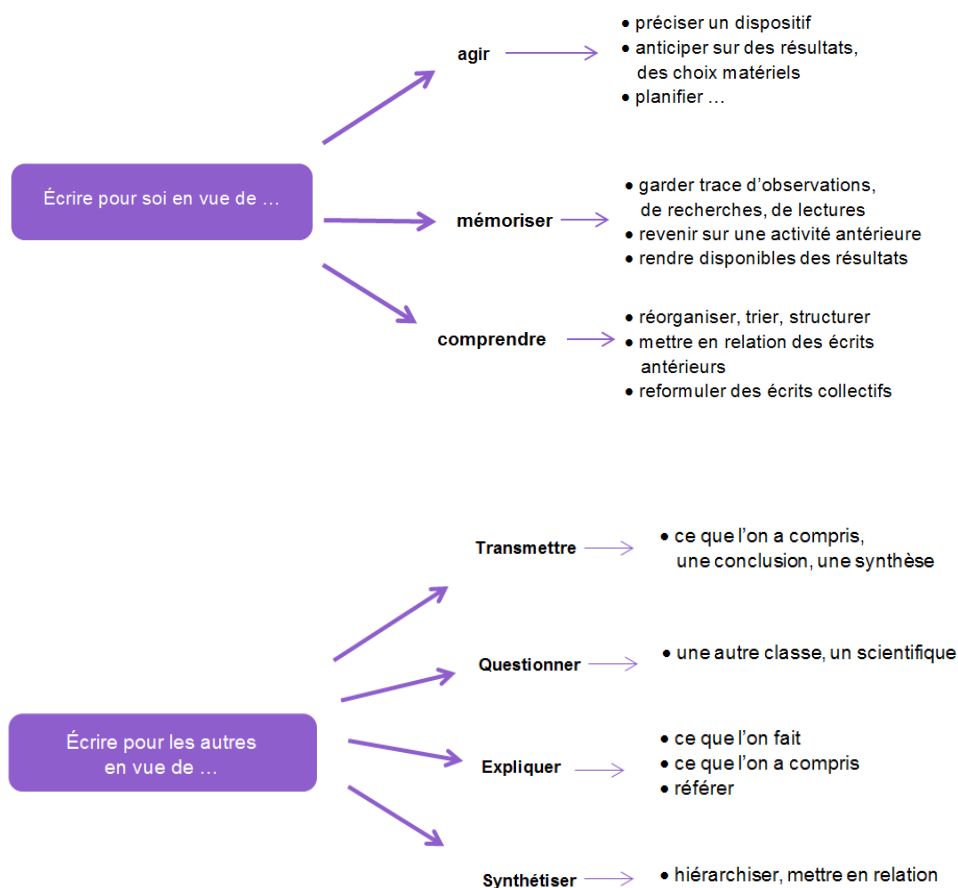 agir
• préciser un dispositif
• anticiper sur des résultats,
des choix matériels
• planifier ...
Écrire pour soi en vue de ...
mémoriser
• garder trace d'observations,
de recherches, de lectures
• revenir sur une activité antérieure
• rendre disponibles des résultats
comprendre
• réorganiser, trier, structurer
• mettre en relation des écrits
antérieurs
• reformuler des écrits collectifs
Transmettre
• ce que l'on a compris,
une conclusion, une synthèse
Questionner
• une autre classe, un scientifique
Écrire pour les autres
en vue de ...
Expliquer
• ce que l'on fait
• ce que l'on a compris
• référer
Synthétiser
• hiérarchiser, mettre en relation